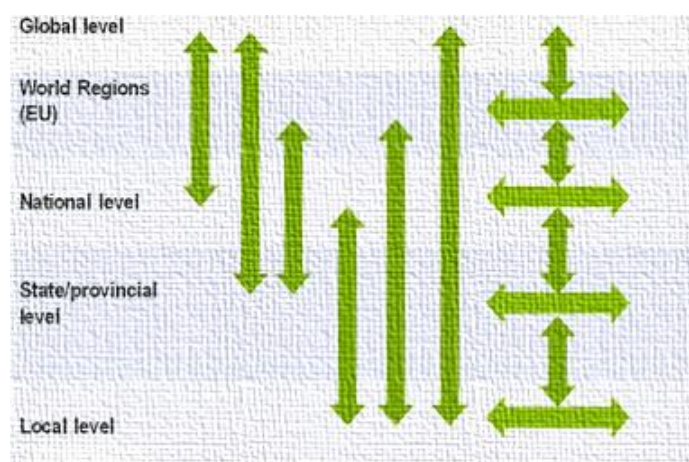 Global level
World Regions
(EU)
National level
State/provincial
level
Local level